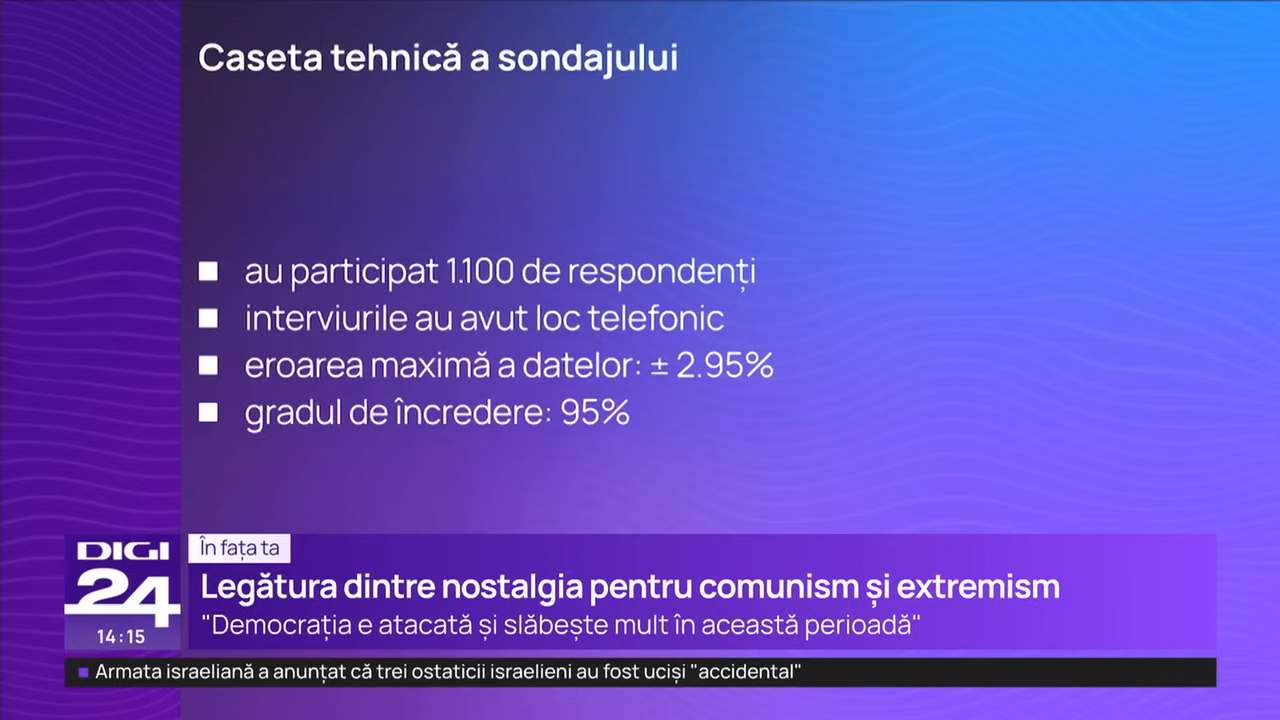 Caseta tehnică a sondajului
au participat 1.100 de respondenți
interviurile au avut loc telefonic
eroarea maximă a datelor: ± 2.95%
gradul de încredere: 95%
DIGI
24
14:15
În fața ta
Legătura dintre nostalgia pentru comunism și extremism
"Democrația e atacată și slăbește mult în această perioadă"
Armata israeliană a anunțat că trei ostaticii israelieni au fost uciși "accidental"